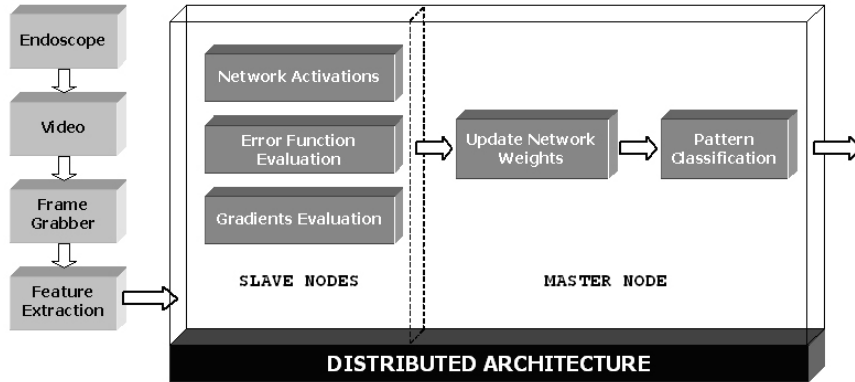 Endoscope
Video
Frame
Grabber
Feature
Extraction
Network Activations
Error Function
Evaluation
Gradients Evaluation
SLAVE NODES
Update Network
Weights
Pattern
Classification
MASTER NODE
DISTRIBUTED ARCHITECTURE